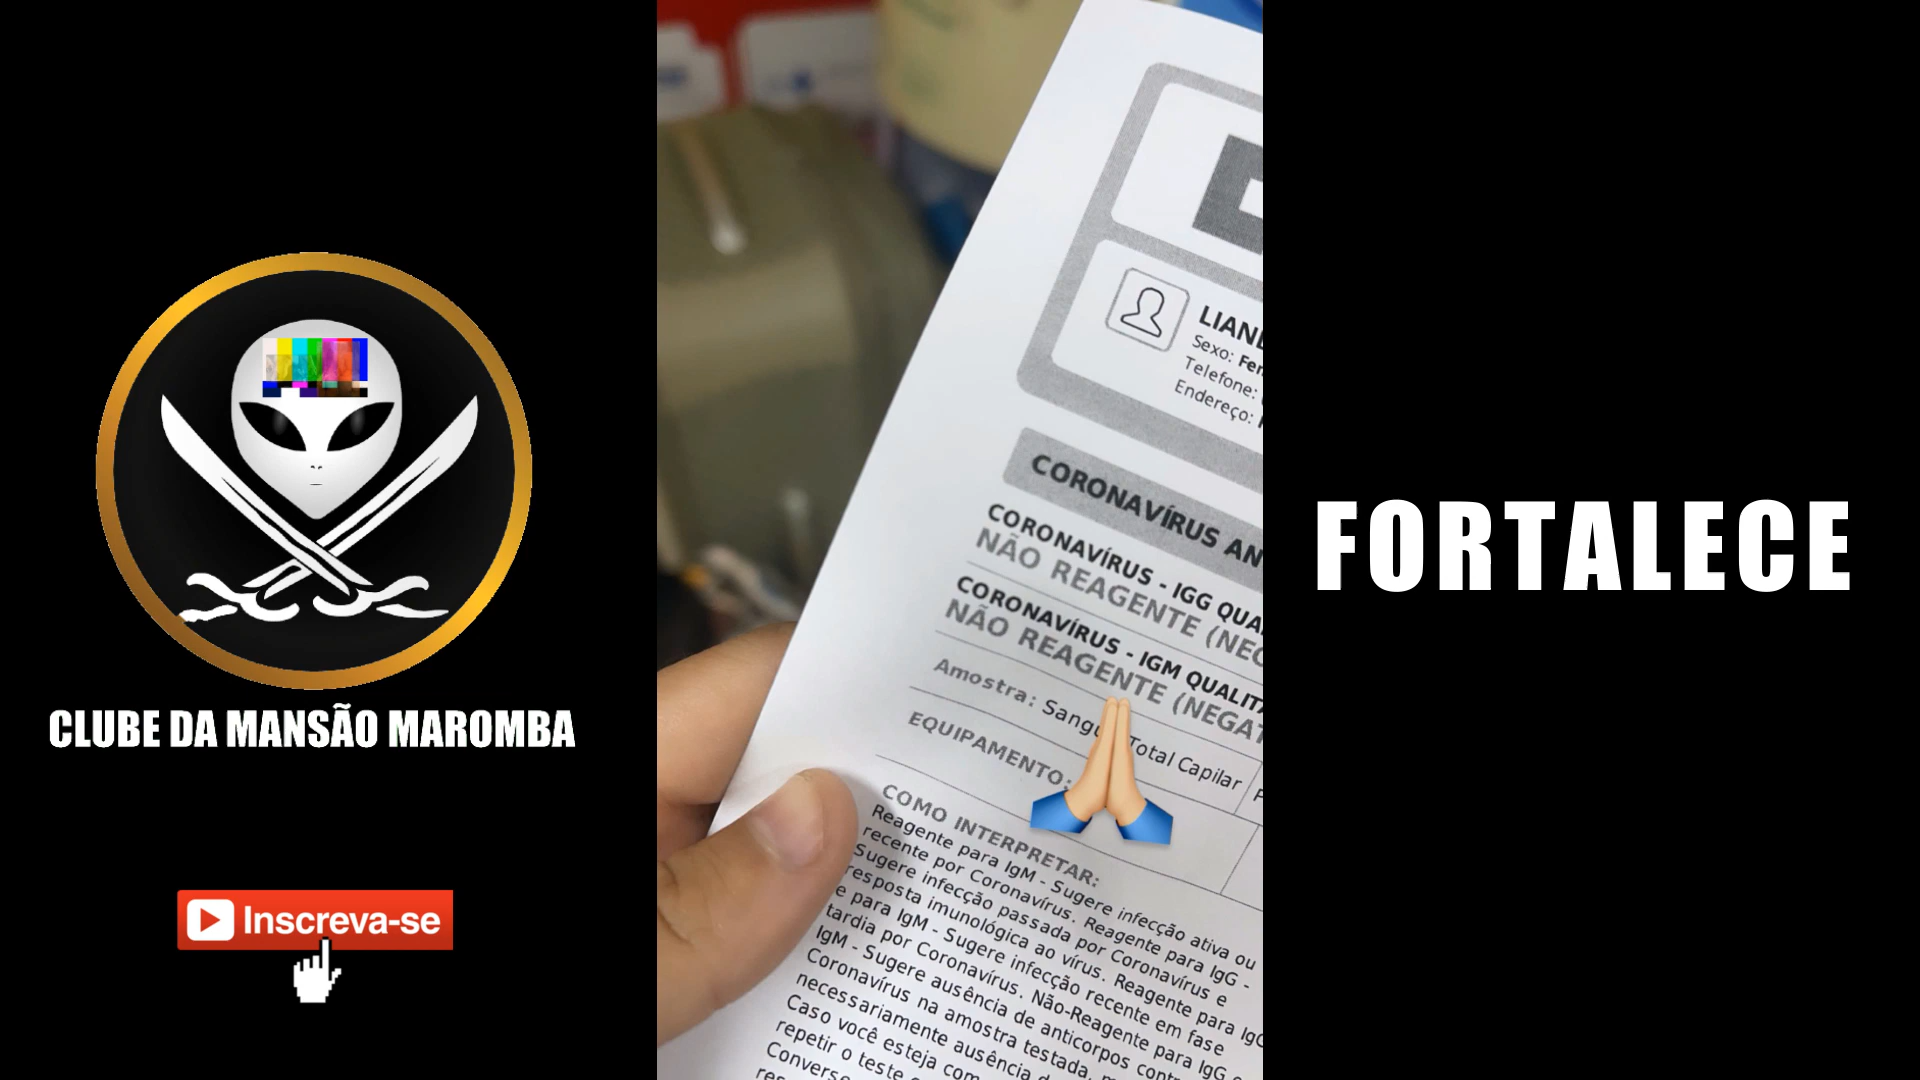 CLUBE DA MANSÃO MAROMBA
Inscreva-se
LIAN
Sexo: Fem
Telefone:
Endereço:
CORONAVÍRUS AN
CORONAVÍRUS - IGG QUA
NÃO REAGENTE (NEG
CORONAVÍRUS - IGM QUALIT
NÃO REAGENTE (NEGAT
Amostra: Sangu Total Capilar
EQUIPAMENTO:
COMO INTERPRETAR:
Reagente para IgM - Sugere infecção ativa ou
recente por Coronavírus. Reagente para IgG -
Sugere infecção passada por Coronavírus e
resposta imunológica ao vírus. Reagente para IgG
e para IgM - Sugere infecção recente em fase
tardia por Coronavírus. Não-Reagente para IgG e
IgM - Sugere ausência de anticorpos cont
Coronavírus na amostra testada,
necessariamente ausência d
Caso você esteja com
repetir o teste
Converse
FORTALECE